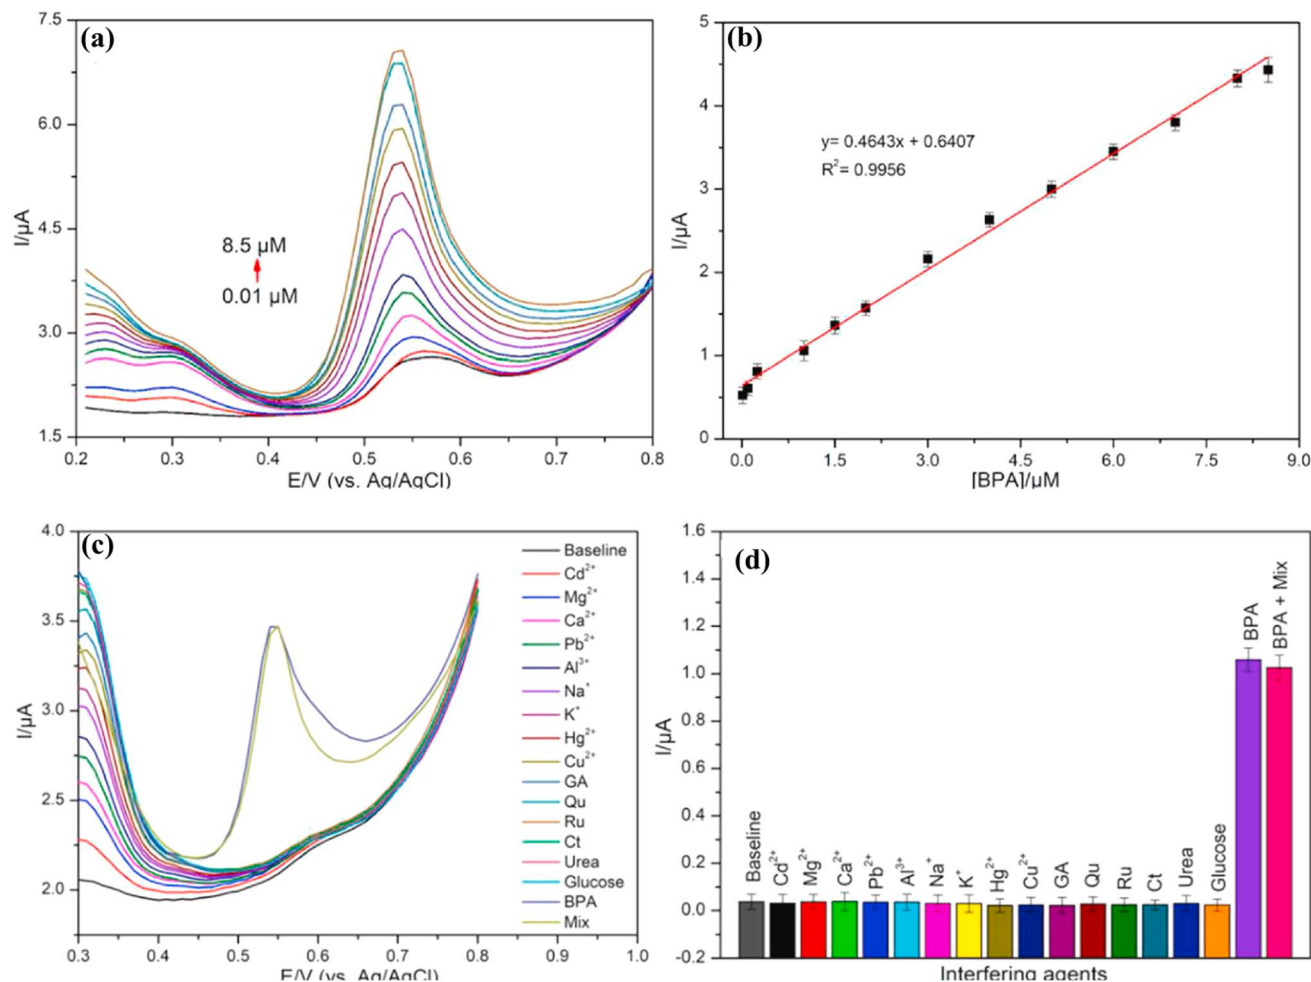 (a)
7.5
6.0
4.5
3.0
1.5
I/µA
8.5 µM
0.01 µM
0.2 0.3 0.4 0.5 0.6 0.7 0.8
E/V (vs. Ag/AgCl)
(b)
5
4
3
2
1
0
I/µA
y= 0.4643x + 0.6407
R²= 0.9956
0.0 1.5 3.0 4.5 6.0 7.5 9.0
[BPA]/µM
(c)
4.0
3.5
3.0
2.5
2.0
I/µA
Baseline
Cd²⁺
Mg²⁺
Ca²⁺
Pb²⁺
Al³⁺
Na⁺
K⁺
Hg²⁺
Cu²⁺
GA
Qu
Ru
Ct
Urea
Glucose
BPA
Mix
0.3 0.4 0.5 0.6 0.7 0.8 0.9 1.0
E/V (vs. Ag/AgCl)
(d)
1.6
1.4
1.2
1.0
0.8
0.6
0.4
0.2
0.0
-0.2
I/µA
Baseline
Cd²⁺
Mg²⁺
Ca²⁺
Pb²⁺
Al³⁺
Na⁺
K⁺
Hg²⁺
Cu²⁺
GA
Qu
Ru
Ct
Urea
Glucose
BPA
BPA + Mix
Interfering agents